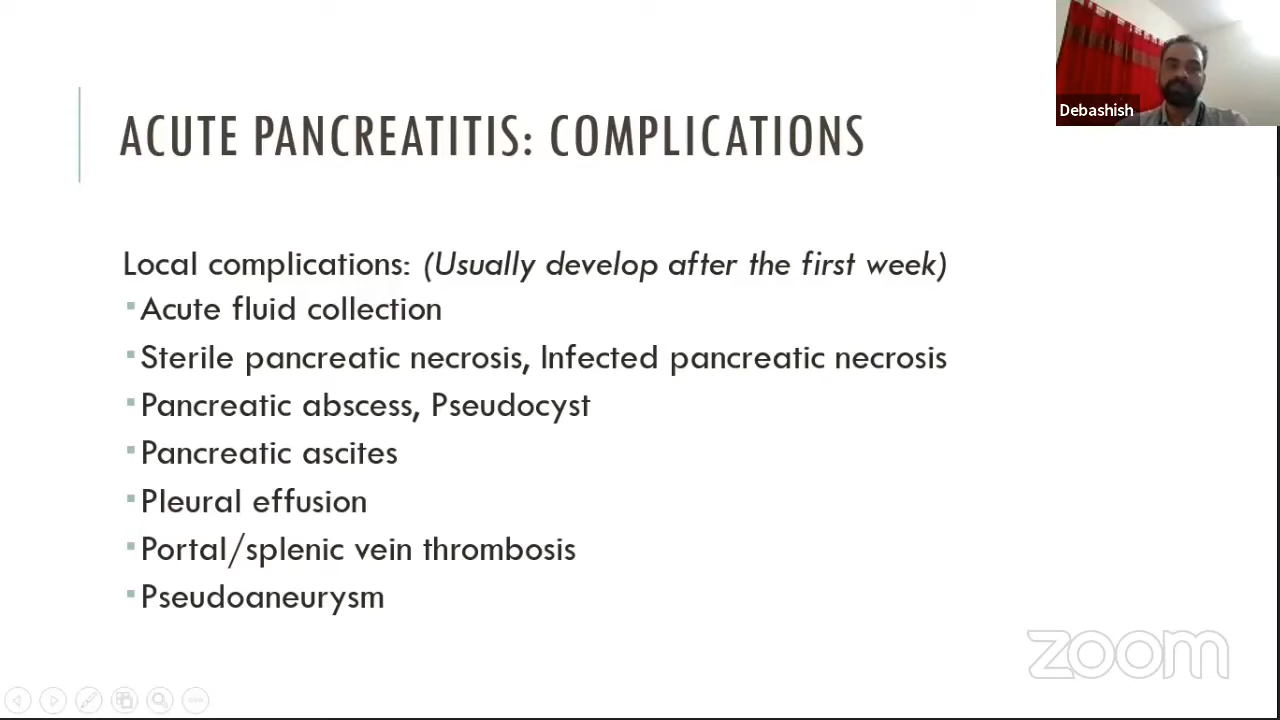 Debashish
ACUTE PANCREATITIS: COMPLICATIONS
Local complications: (Usually develop after the first week)
Acute fluid collection
Sterile pancreatic necrosis, Infected pancreatic necrosis
Pancreatic abscess, Pseudocyst
Pancreatic ascites
Pleural effusion
Portal/splenic vein thrombosis
Pseudoaneurysm
zoom